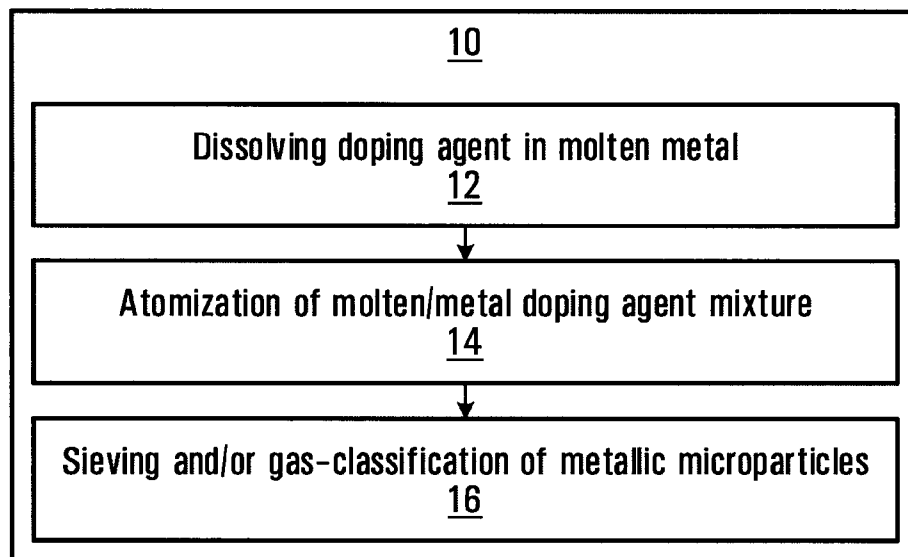 10
Dissolving doping agent in molten metal
12
Atomization of molten/metal doping agent mixture
14
Sieving and/or gas-classification of metallic microparticles
16